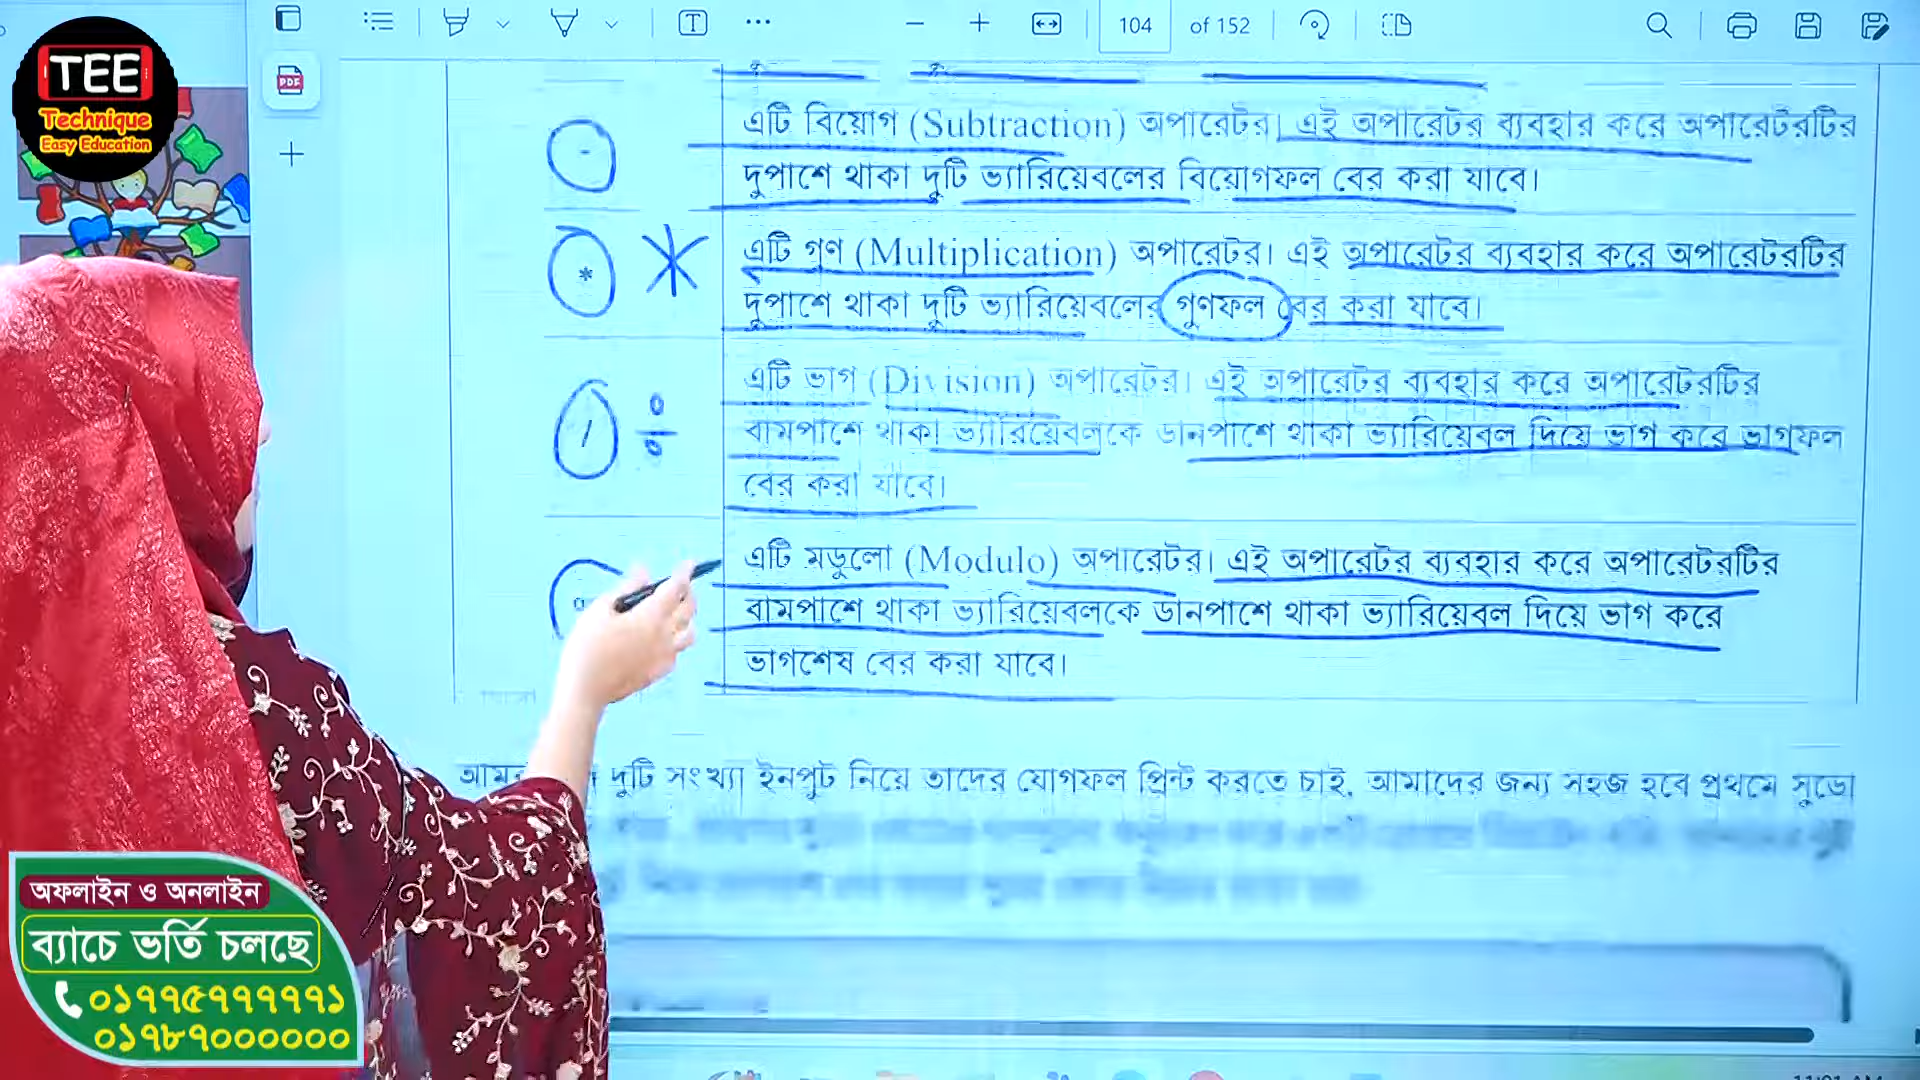 TEE
Technique
Easy Education
104 of 152
এটি বিয়োগ (Subtraction) অপারেটর। এই অপারেটর ব্যবহার করে অপারেটরটির
- দুপাশে থাকা দুটি ভ্যারিয়েবলের বিয়োগফল বের করা যাবে।
এটি গুণ (Multiplication) অপারেটর। এই অপারেটর ব্যবহার করে অপারেটরটির
* * দুপাশে থাকা দুটি ভ্যারিয়েবলের গুণফল বের করা যাবে।
এটি ভাগ (Division) অপারেটর। এই অপারেটর ব্যবহার করে অপারেটরটির
/ ÷ বামপাশে থাকা ভ্যারিয়েবলকে ডানপাশে থাকা ভ্যারিয়েবল দিয়ে ভাগ করে ভাগফল
বের করা যাবে।
এটি মডুলো (Modulo) অপারেটর। এই অপারেটর ব্যবহার করে অপারেটরটির
বামপাশে থাকা ভ্যারিয়েবলকে ডানপাশে থাকা ভ্যারিয়েবল দিয়ে ভাগ করে
ভাগশেষ বের করা যাবে।
দুটি সংখ্যা ইনপুট নিয়ে তাদের যোগফল প্রিন্ট করতে চাই, আমাদের জন্য সহজ হবে প্রথমে সুডো
অফলাইন ও অনলাইন
ব্যাচে ভর্তি চলছে
০১৭৭৫৭৭৭৭৭১
০১৭৮৭০০০০০০